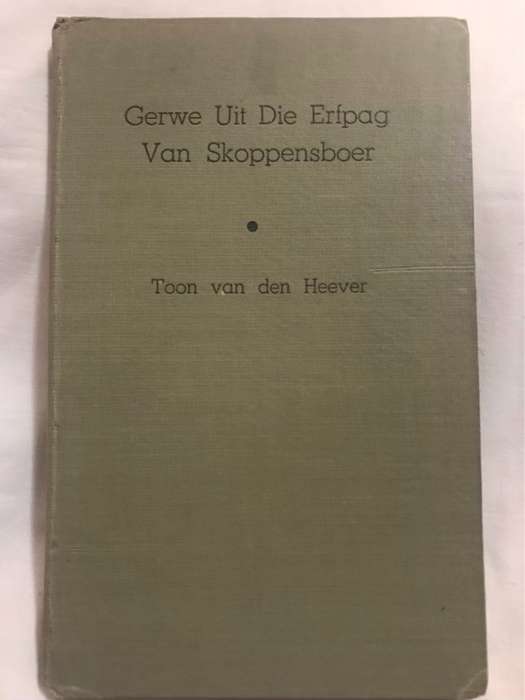 Gerwe Uit Die Erfpag
Van Skoppensboer
Toon van den Heever